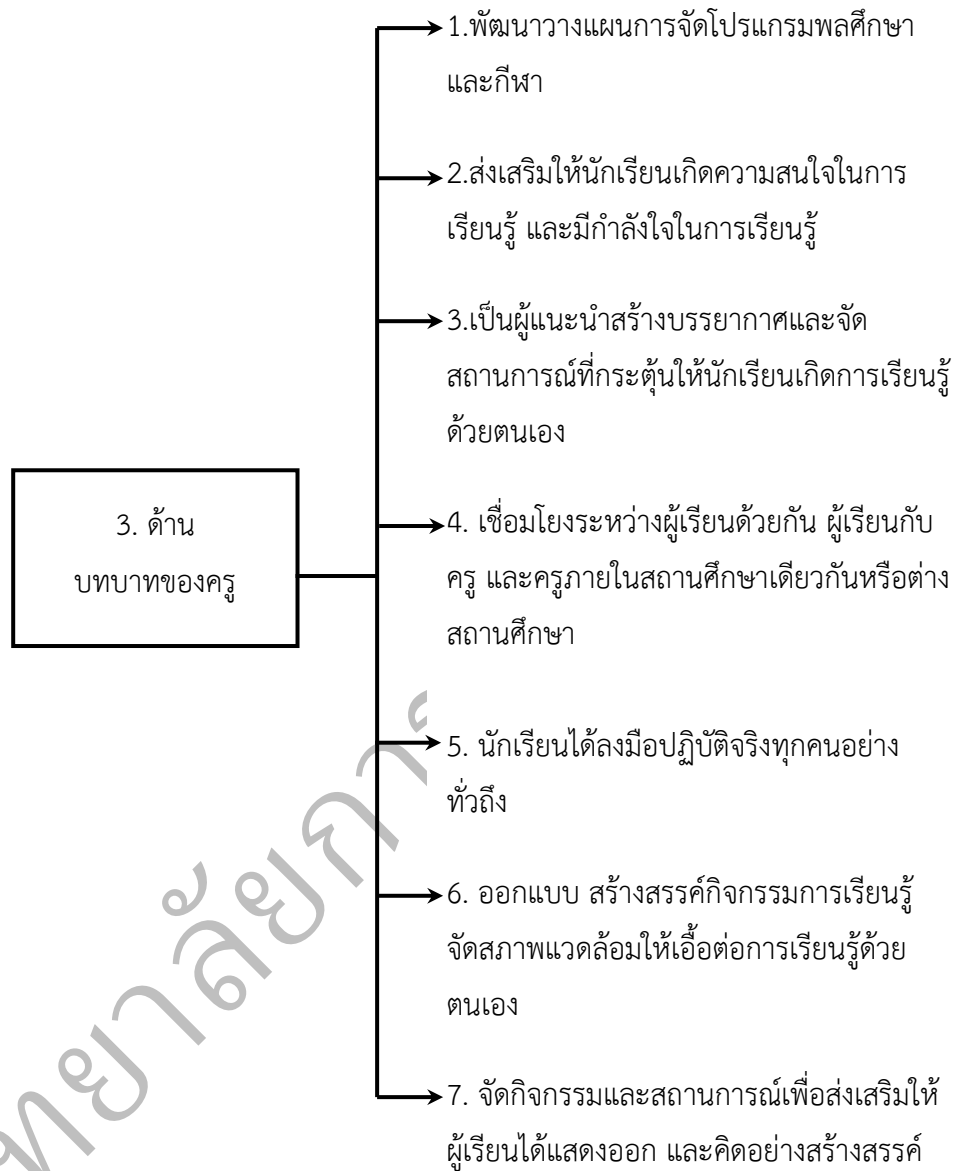 1.พัฒนาวางแผนการจัดโปรแกรมพลศึกษา
และกีฬา
2.ส่งเสริมให้นักเรียนเกิดความสนใจในการ
เรียนรู้ และมีกำลังใจในการเรียนรู้
3.เป็นผู้แนะนำสร้างบรรยากาศและจัด
สถานการณ์ที่กระตุ้นให้นักเรียนเกิดการเรียนรู้
ด้วยตนเอง
3. ด้าน
บทบาทของครู
4. เชื่อมโยงระหว่างผู้เรียนด้วยกัน ผู้เรียนกับ
ครู และครูภายในสถานศึกษาเดียวกันหรือต่าง
สถานศึกษา
5. นักเรียนได้ลงมือปฏิบัติจริงทุกคนอย่าง
ทั่วถึง
6. ออกแบบ สร้างสรรค์กิจกรรมการเรียนรู้
จัดสภาพแวดล้อมให้เอื้อต่อการเรียนรู้ด้วย
ตนเอง
7. จัดกิจกรรมและสถานการณ์เพื่อส่งเสริมให้
ผู้เรียนได้แสดงออก และคิดอย่างสร้างสรรค์
ทยาลัยการ